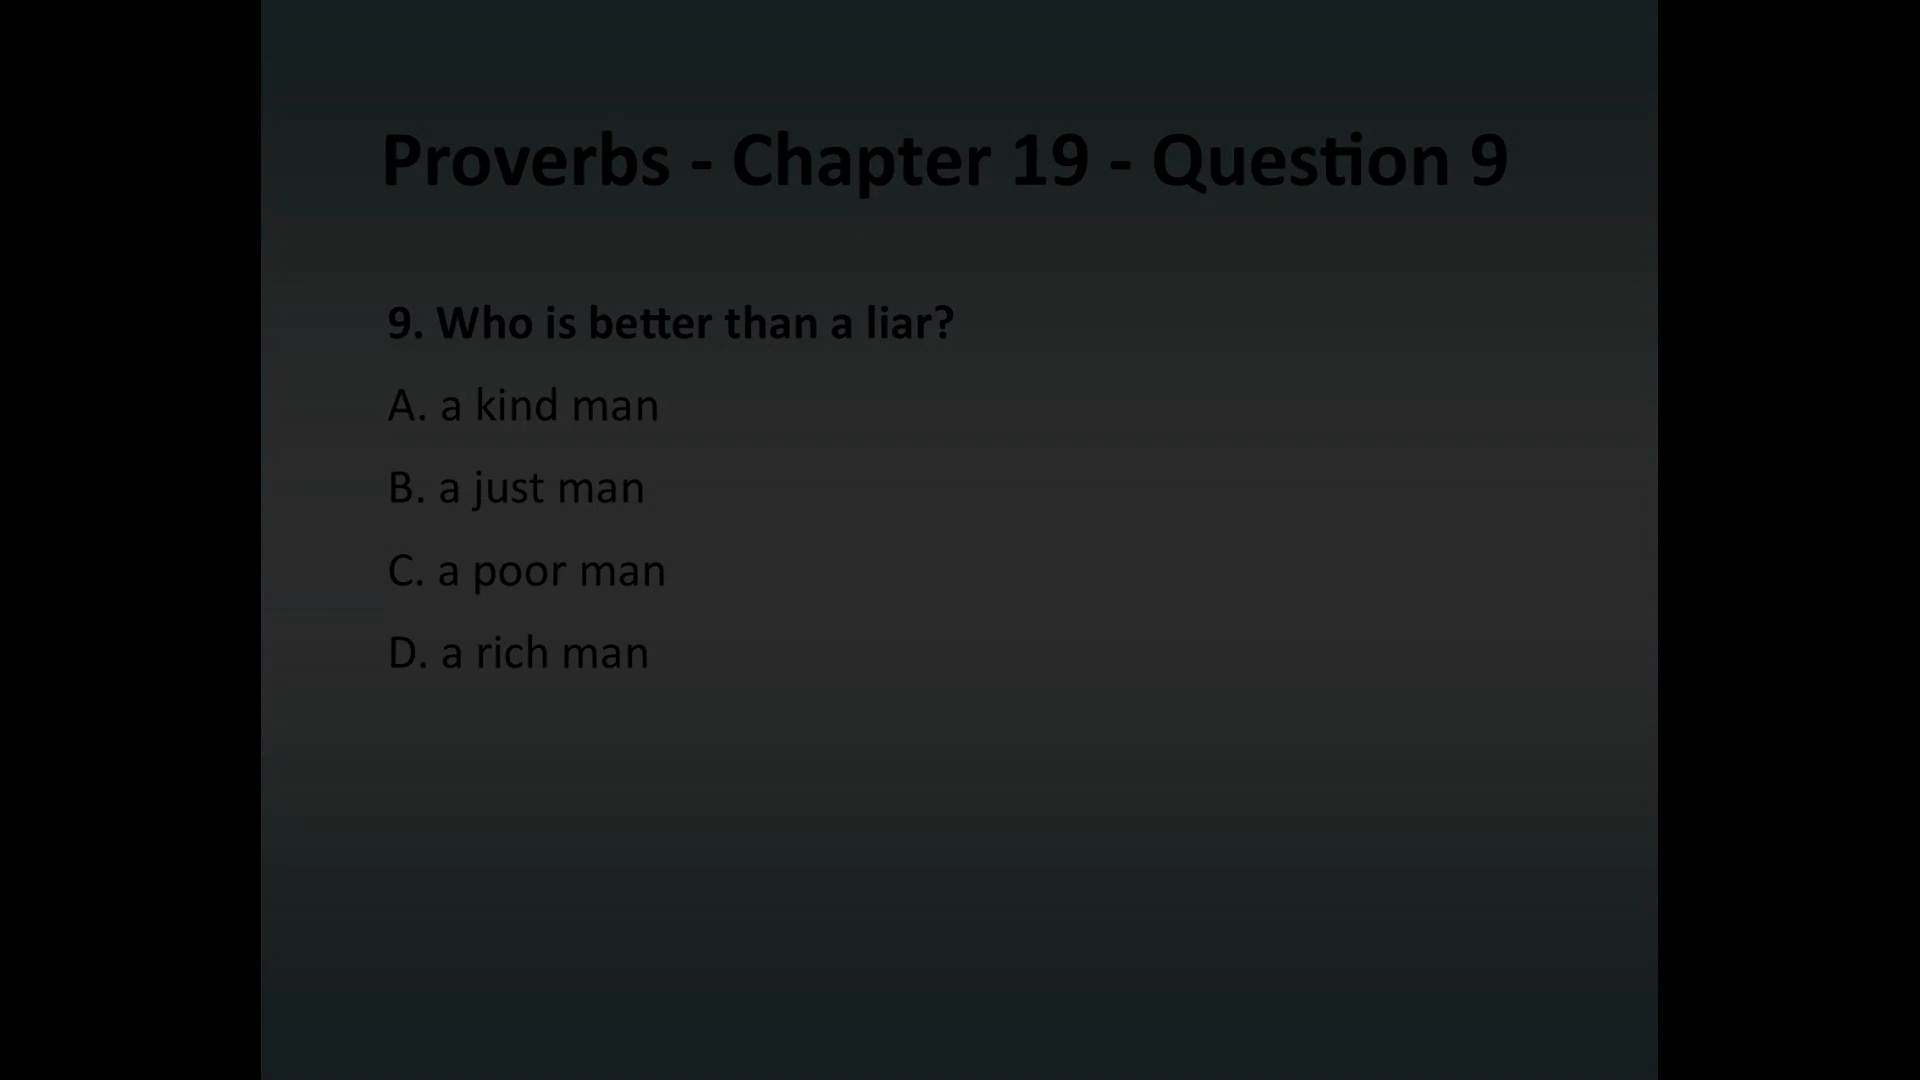 Proverbs - Chapter 19 - Question 9
9. Who is better than a liar?
A. a kind man
B. a just man
C. a poor man
D. a rich man